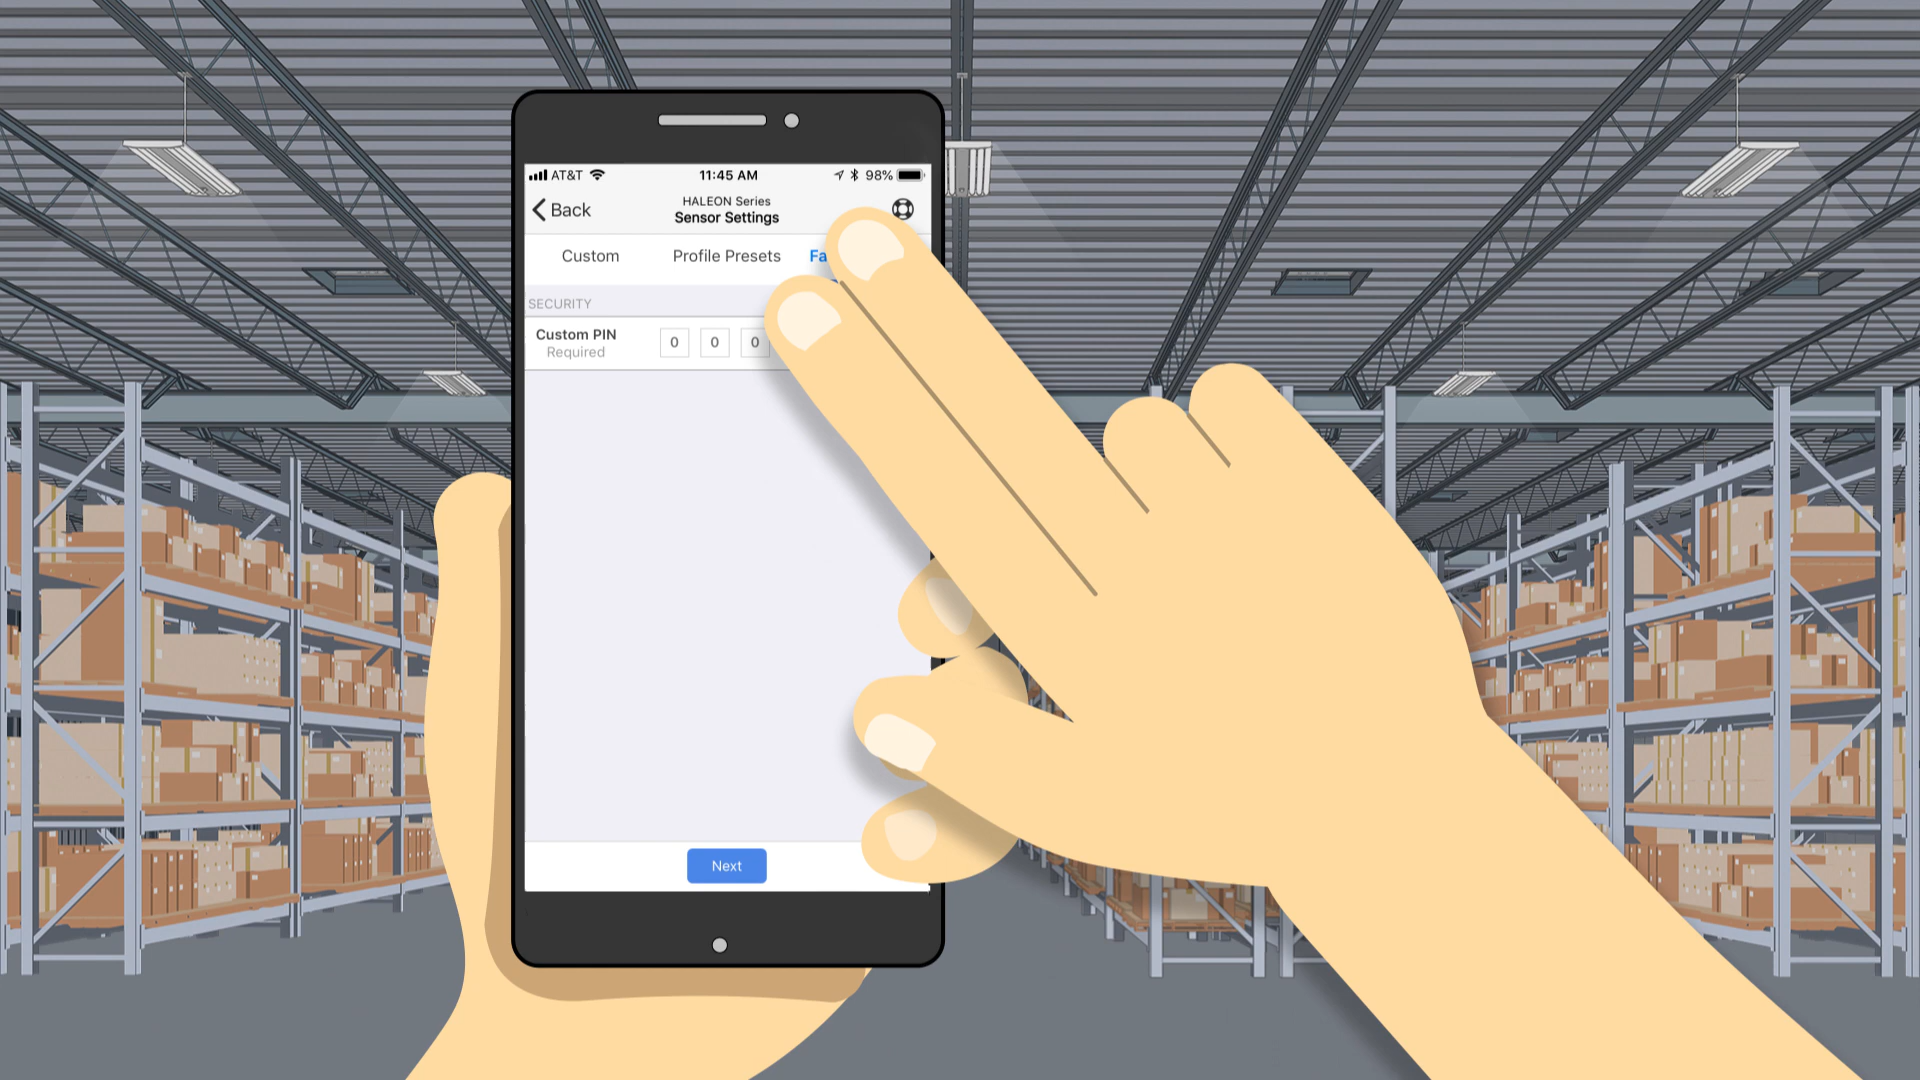 AT&T 11:45 AM 98%
Back
HALEON Series
Sensor Settings
Custom Profile Presets
SECURITY
Custom PIN 0 0 0
Required
Next